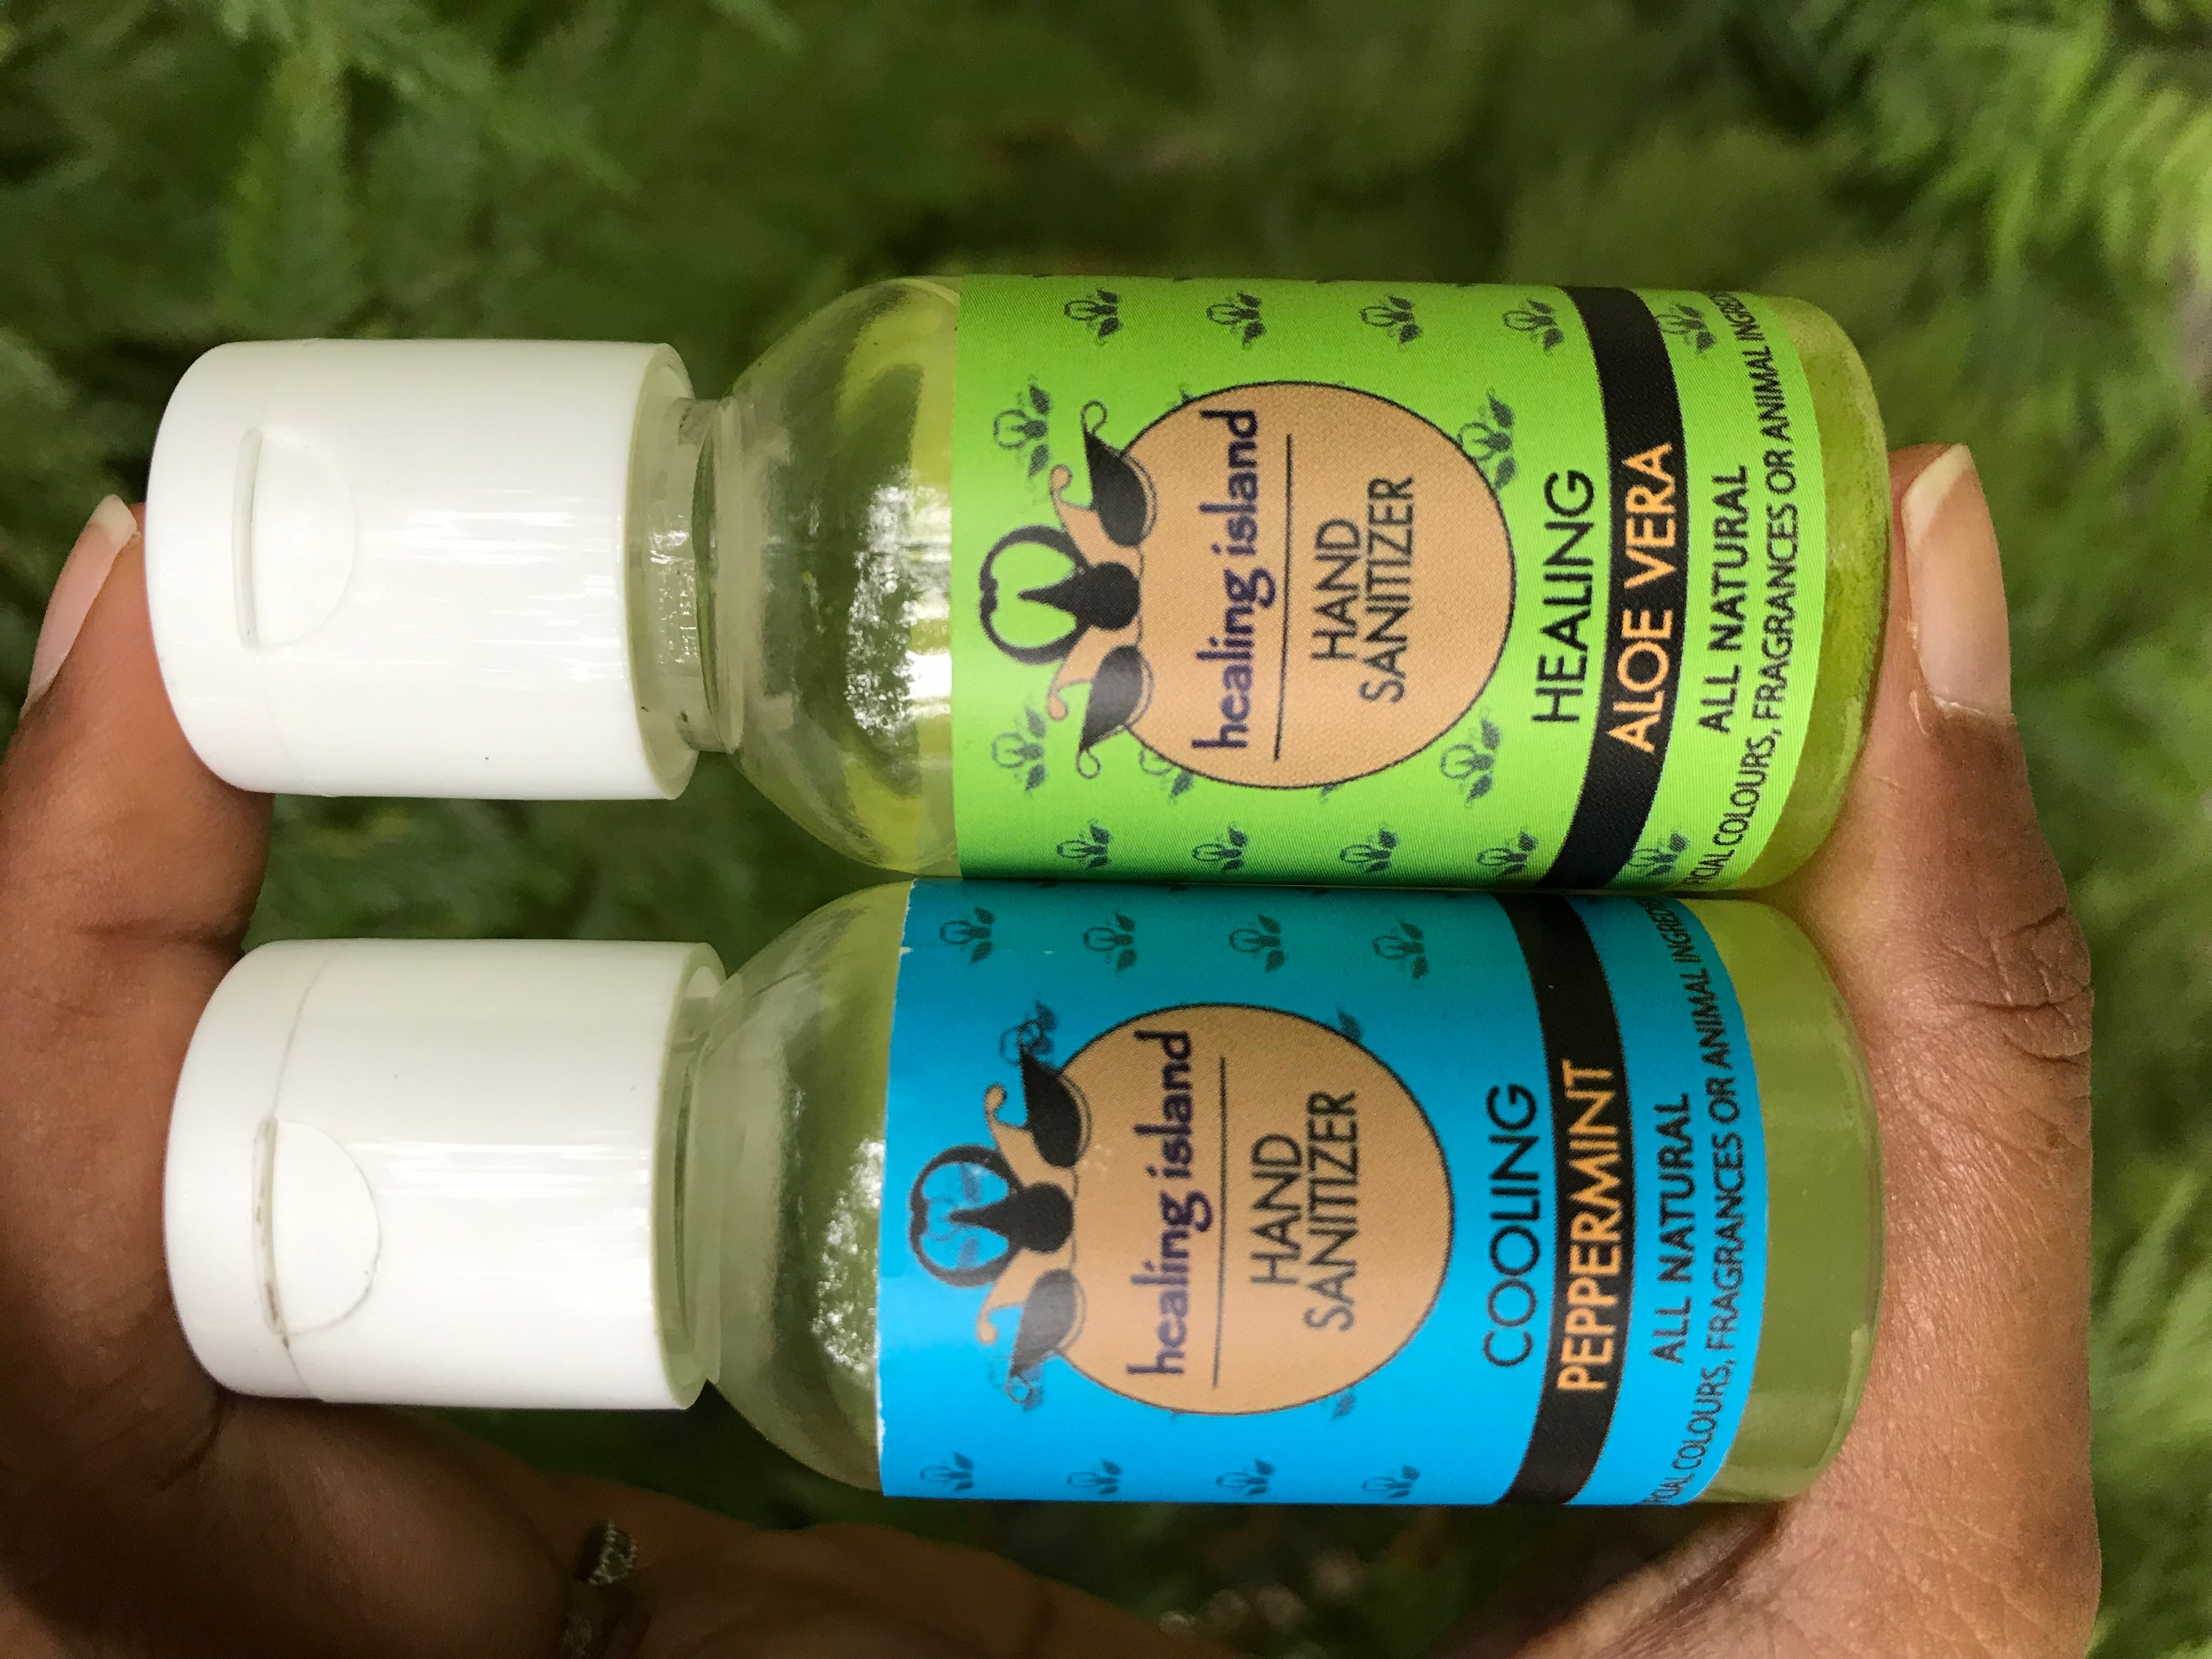 healing island
HAND
SANITIZER
COOLING
PEPPERMINT
ALL NATURAL
COLOURS, FRAGRANCES OR ANIMAL
healing island
HAND
SANITIZER
HEALING
ALOE VERA
ALL NATURAL
COLOURS, FRAGRANCES OR ANIMAL